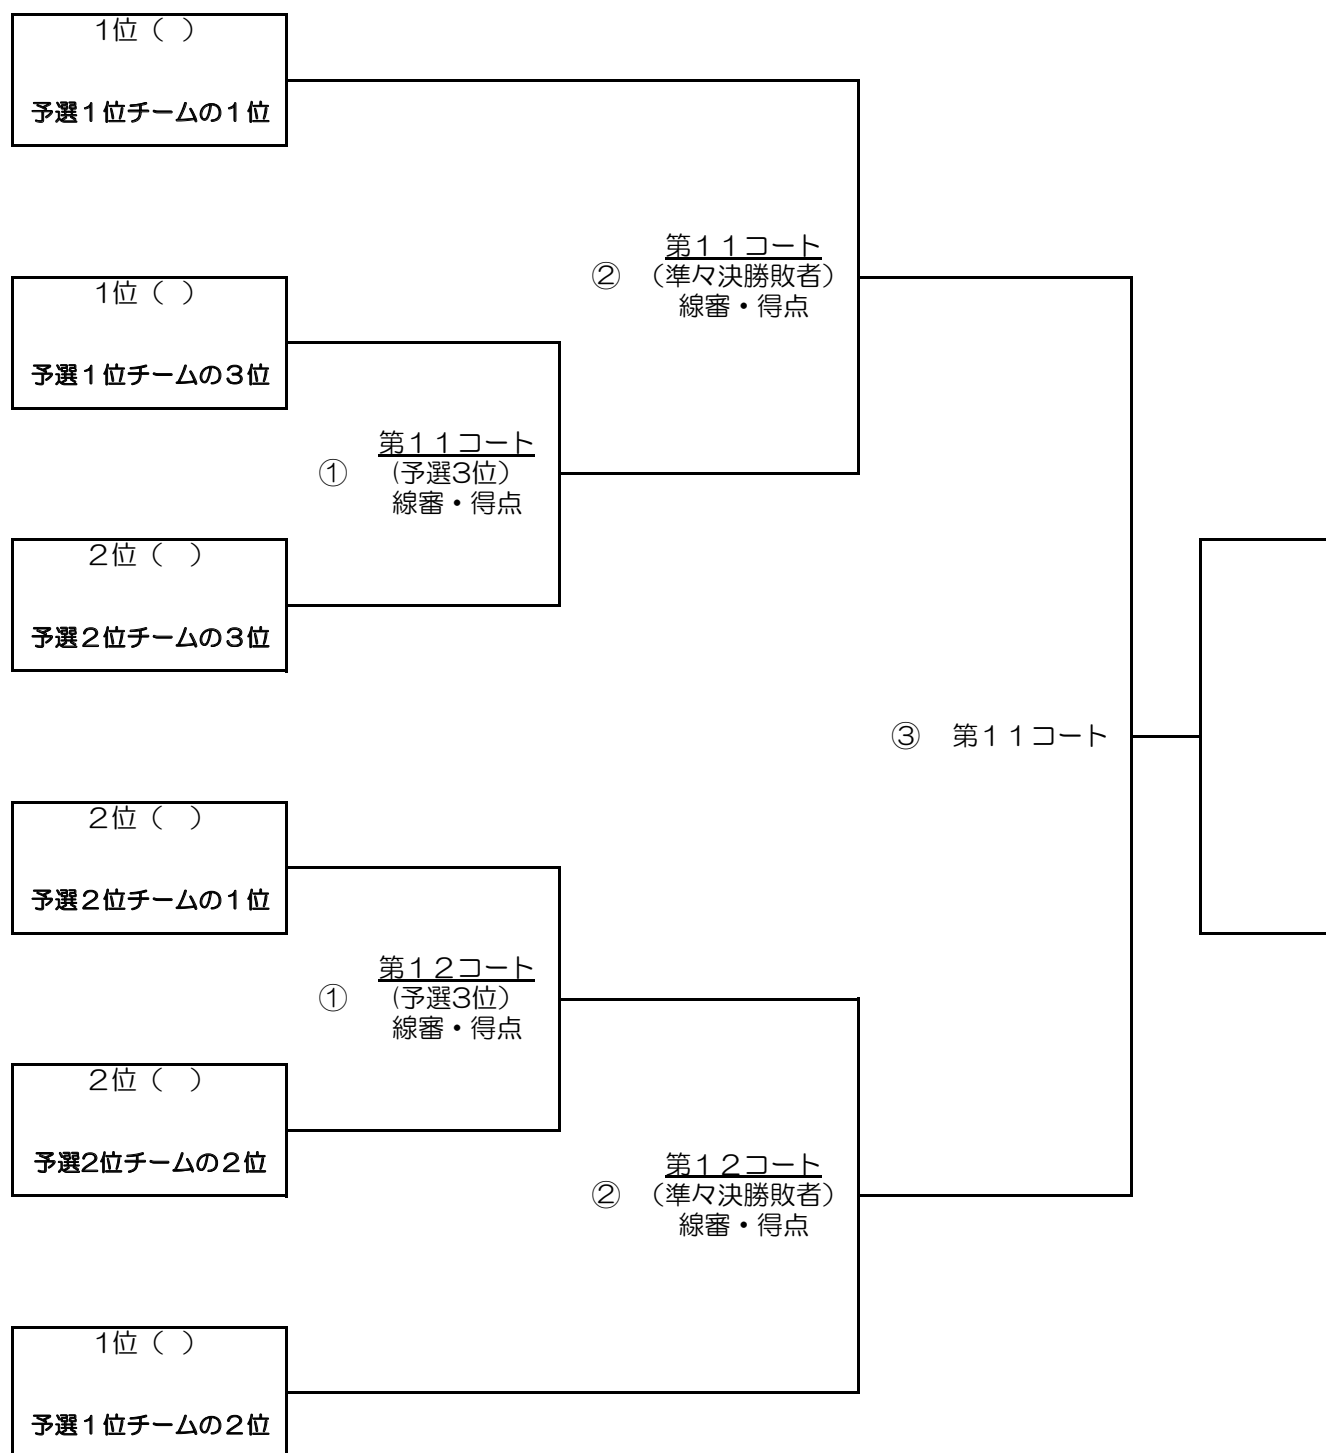 1位（　）
予選１位チームの１位
第１１コート
②　（準々決勝敗者）
線審・得点
1位（　）
予選１位チームの３位
第１１コート
①　（予選3位）
線審・得点
２位（　）
予選２位チームの３位
③　第１１コート
２位（　）
予選２位チームの１位
第１２コート
①　（予選3位）
線審・得点
２位（　）
予選2位チームの２位
第１２コート
②　（準々決勝敗者）
線審・得点
1位（　）
予選１位チームの２位